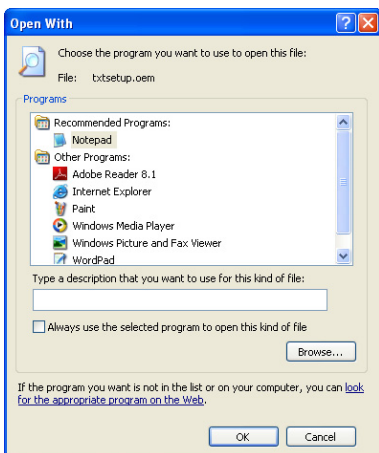 Open With
Choose the program you want to use to open this file:
File: txtsetup.oem
Programs
Recommended Programs:
Notepad
Other Programs:
Adobe Reader 8.1
Internet Explorer
Paint
Windows Media Player
Windows Picture and Fax Viewer
WordPad
Type a description that you want to use for this kind of file:
Always use the selected program to open this kind of file
Browse...
If the program you want is not in the list or on your computer, you can look
for the appropriate program on the Web.
OK Cancel